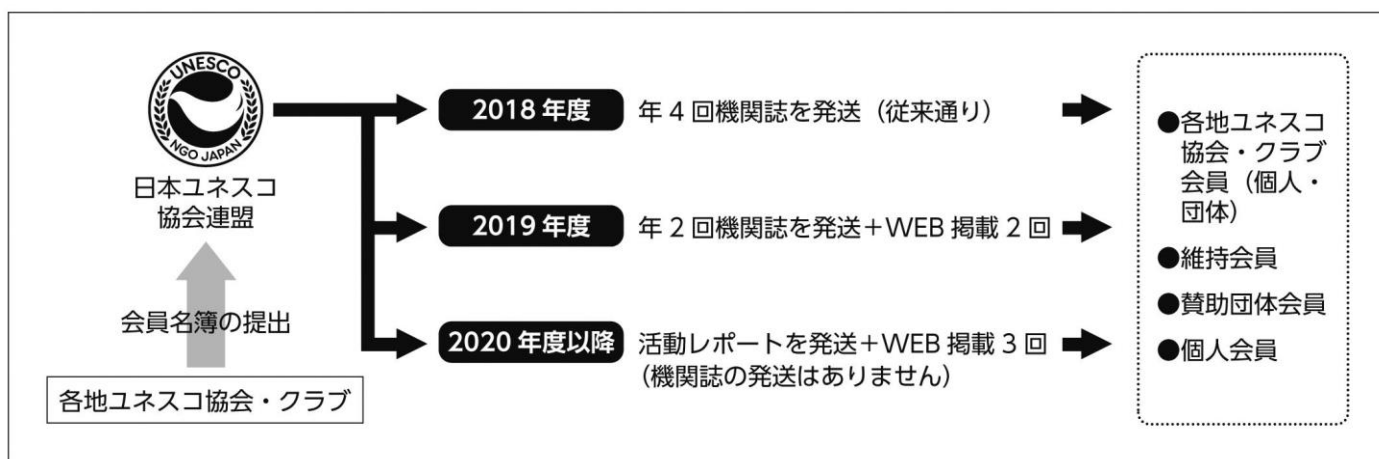 UNESCO
NGO JAPAN
日本ユネスコ
協会連盟
会員名簿の提出
各地ユネスコ協会・クラブ
2018 年度 年 4 回機関誌を発送（従来通り）
2019 年度 年 2 回機関誌を発送＋WEB 掲載 2 回
2020 年度以降 活動レポートを発送＋WEB 掲載 3 回
（機関誌の発送はありません）
●各地ユネスコ
協会・クラブ
会員（個人・
団体）
●維持会員
●賛助団体会員
●個人会員